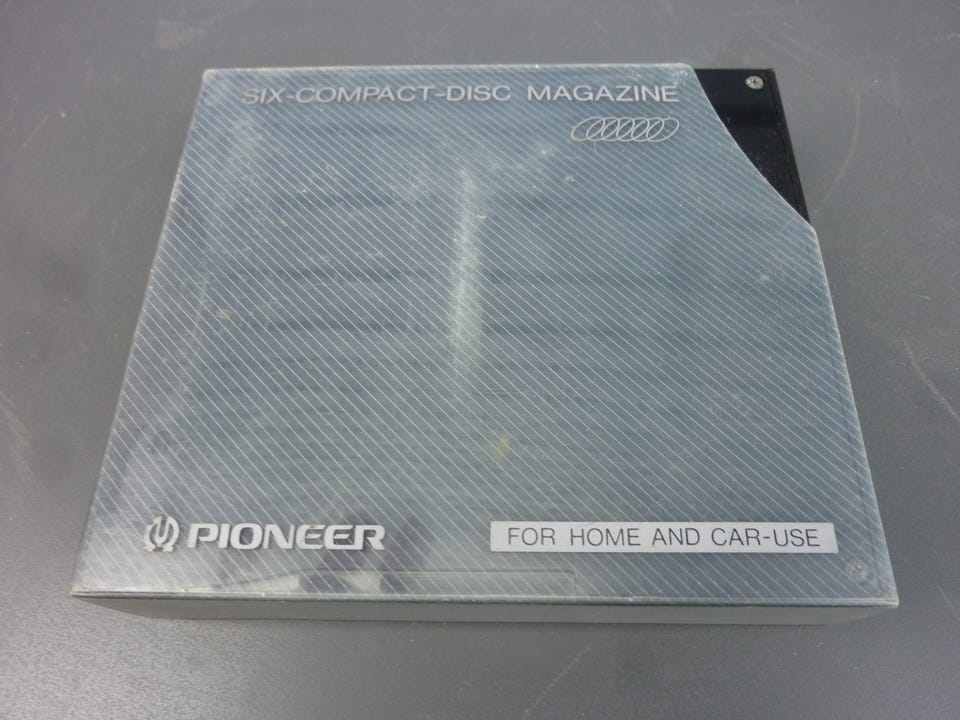 SIX-COMPACT-DISC MAGAZINE
PIONEER
FOR HOME AND CAR-USE